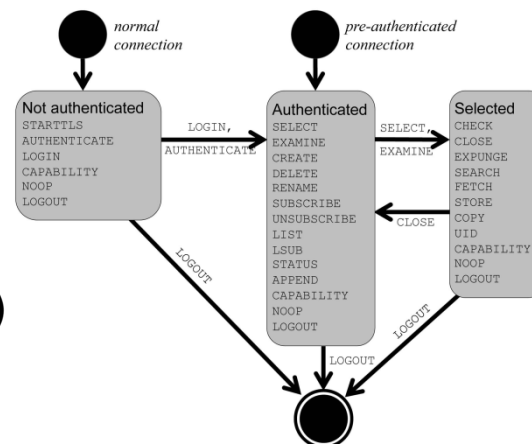 normal
connection
pre-authenticated
connection
Not authenticated
STARTTLS
AUTHENTICATE
LOGIN
CAPABILITY
NOOP
LOGOUT
LOGIN,
AUTHENTICATE
Authenticated
SELECT
EXAMINE
CREATE
DELETE
RENAME
SUBSCRIBE
UNSUBSCRIBE
LIST
LSUB
STATUS
APPEND
CAPABILITY
NOOP
LOGOUT
SELECT,
EXAMINE
CLOSE
Selected
CHECK
CLOSE
EXPUNGE
SEARCH
FETCH
STORE
COPY
UID
CAPABILITY
NOOP
LOGOUT
LOGOUT
LOGOUT
LOGOUT